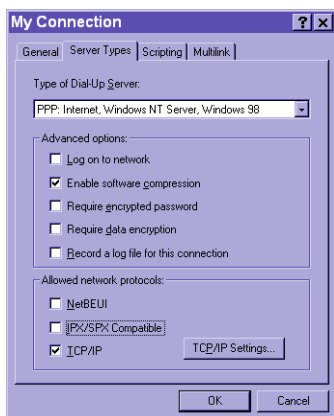 My Connection
General Server Types Scripting Multilink
Type of Dial-Up Server:
PPP: Internet, Windows NT Server, Windows 98
Advanced options:
Log on to network
Enable software compression
Require encrypted password
Require data encryption
Record a log file for this connection
Allowed network protocols:
NetBEUI
IPX/SPX Compatible
TCP/IP TCP/IP Settings...
OK Cancel